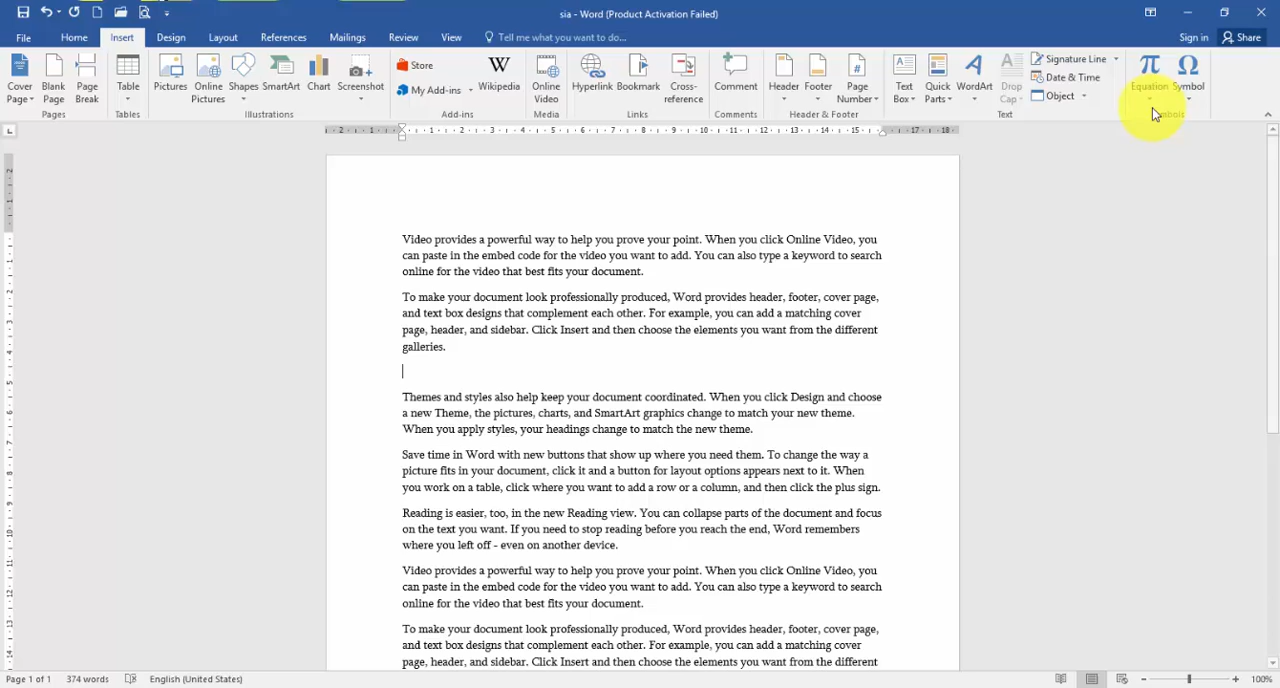 sia - Word (Product Activation Failed)
File Home Insert Design Layout References Mailings Review View Tell me what you want to do... Sign in Share
Cover Page
Blank Page
Page Break
Table
Pictures
Online Pictures
Shapes
SmartArt
Chart
Screenshot
Store
My Add-ins
Wikipedia
Online Video
Hyperlink
Bookmark
Cross-reference
Comment
Header
Footer
Page Number
Text Box
Quick Parts
WordArt
Drop Cap
Signature Line
Date & Time
Object
Equation
Symbol
Pages Tables Illustrations Add-ins Media Links Comments Header & Footer Text
Video provides a powerful way to help you prove your point. When you click Online Video, you
can paste in the embed code for the video you want to add. You can also type a keyword to search
online for the video that best fits your document.
To make your document look professionally produced, Word provides header, footer, cover page,
and text box designs that complement each other. For example, you can add a matching cover
page, header, and sidebar. Click Insert and then choose the elements you want from the different
galleries.
Themes and styles also help keep your document coordinated. When you click Design and choose
a new Theme, the pictures, charts, and SmartArt graphics change to match your new theme.
When you apply styles, your headings change to match the new theme.
Save time in Word with new buttons that show up where you need them. To change the way a
picture fits in your document, click it and a button for layout options appears next to it. When
you work on a table, click where you want to add a row or a column, and then click the plus sign.
Reading is easier, too, in the new Reading view. You can collapse parts of the document and focus
on the text you want. If you need to stop reading before you reach the end, Word remembers
where you left off - even on another device.
Video provides a powerful way to help you prove your point. When you click Online Video, you
can paste in the embed code for the video you want to add. You can also type a keyword to search
online for the video that best fits your document.
To make your document look professionally produced, Word provides header, footer, cover page,
and text box designs that complement each other. For example, you can add a matching cover
page, header, and sidebar. Click Insert and then choose the elements you want from the different
Page 1 of 1 374 words English (United States) 100%